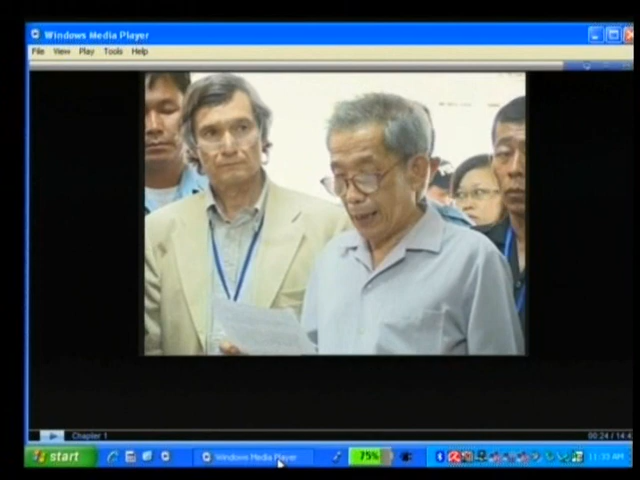 Windows Media Player
File View Play Tools Help
Chapter 1
00:24 / 14:4
start
Windows Media Player
75%
11:33 AM